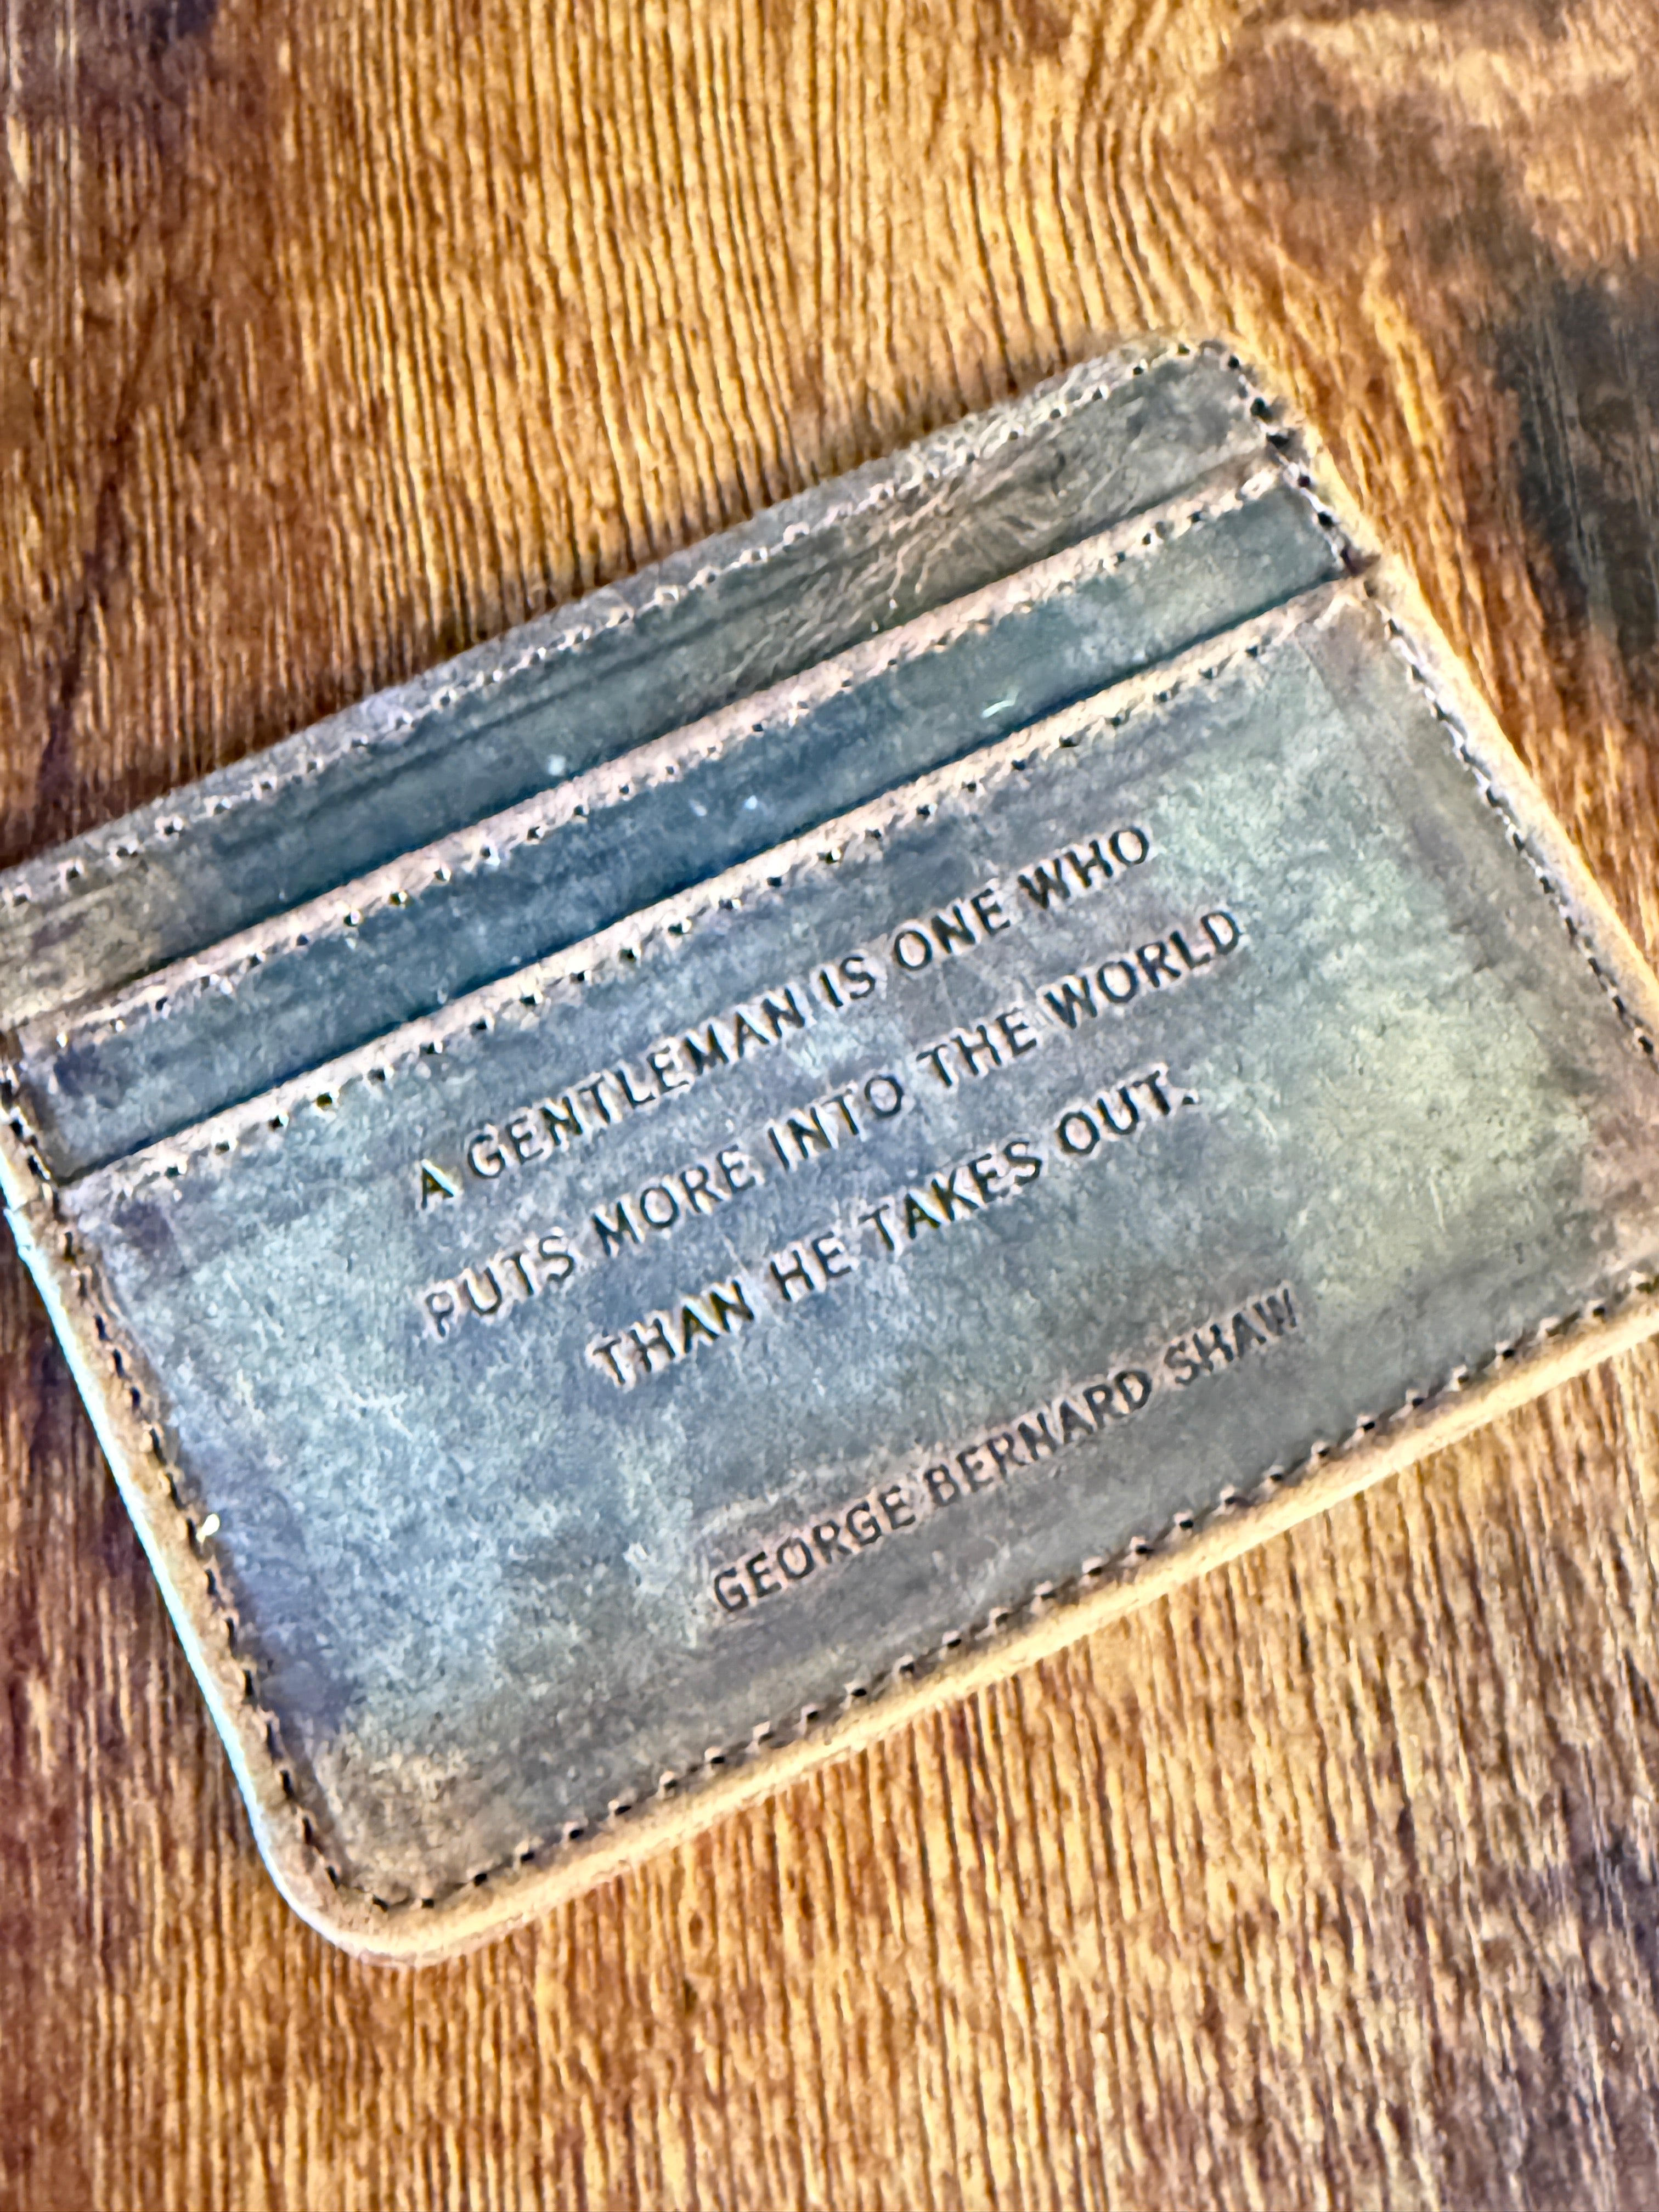 A GENTLEMAN IS ONE WHO
PUTS MORE INTO THE WORLD
THAN HE TAKES OUT.
GEORGE BERNARD SHAW